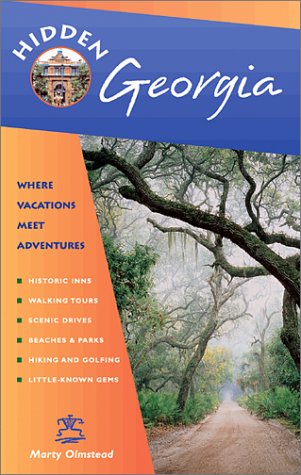 HIDDEN
Georgia
WHERE
VACATIONS
MEET
ADVENTURES
HISTORIC INNS
WALKING TOURS
SCENIC DRIVES
BEACHES & PARKS
HIKING AND GOLFING
LITTLE-KNOWN GEMS
Marty Olmstead